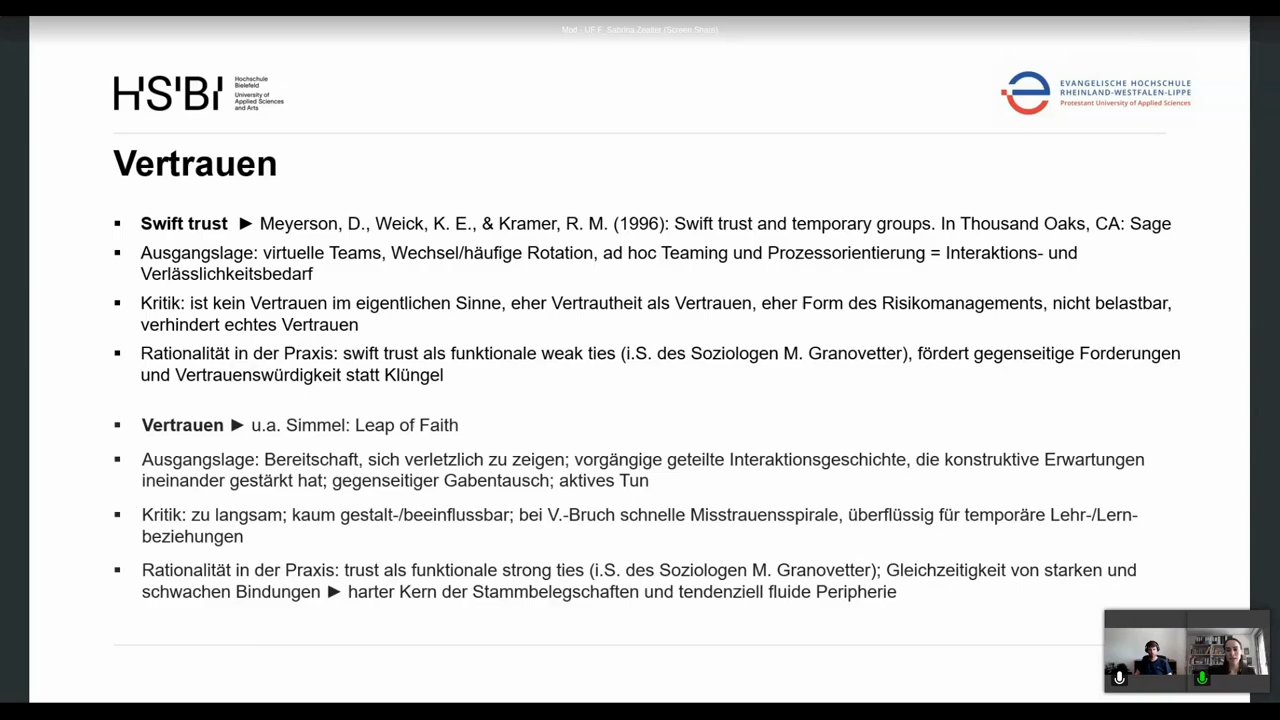 Mail - UF F. Sabrina Zeaiter (Screen Share)
HSBI
Hochschule
Bielefeld
University of
Applied Sciences
and Arts
EVANGELISCHE HOCHSCHULE
RHEINLAND-WESTFALEN-LIPPE
Protestant University of Applied Sciences
Vertrauen
▪ Swift trust ► Meyerson, D., Weick, K. E., & Kramer, R. M. (1996): Swift trust and temporary groups. In Thousand Oaks, CA: Sage
▪ Ausgangslage: virtuelle Teams, Wechsel/häufige Rotation, ad hoc Teaming und Prozessorientierung = Interaktions- und
Verlässlichkeitsbedarf
▪ Kritik: ist kein Vertrauen im eigentlichen Sinne, eher Vertrautheit als Vertrauen, eher Form des Risikomanagements, nicht belastbar,
verhindert echtes Vertrauen
▪ Rationalität in der Praxis: swift trust als funktionale weak ties (i.S. des Soziologen M. Granovetter), fördert gegenseitige Forderungen
und Vertrauenswürdigkeit statt Klüngel
▪ Vertrauen ► u.a. Simmel: Leap of Faith
▪ Ausgangslage: Bereitschaft, sich verletzlich zu zeigen; vorgängige geteilte Interaktionsgeschichte, die konstruktive Erwartungen
ineinander gestärkt hat; gegenseitiger Gabentausch; aktives Tun
▪ Kritik: zu langsam; kaum gestalt-/beeinflussbar; bei V.-Bruch schnelle Misstrauensspirale, überflüssig für temporäre Lehr-/Lern-
beziehungen
▪ Rationalität in der Praxis: trust als funktionale strong ties (i.S. des Soziologen M. Granovetter); Gleichzeitigkeit von starken und
schwachen Bindungen ► harter Kern der Stammbelegschaften und tendenziell fluide Peripherie